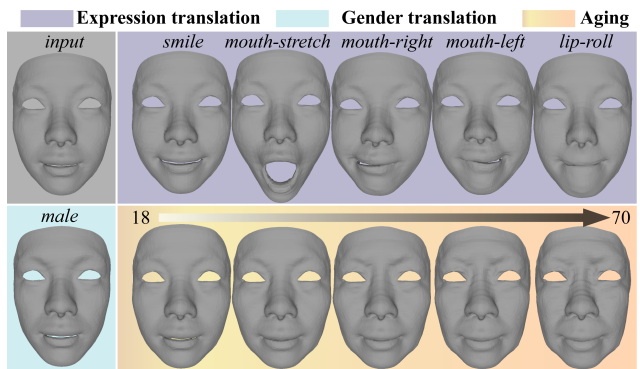 Expression translation Gender translation Aging
input smile mouth-stretch mouth-right mouth-left lip-roll
male 18 70